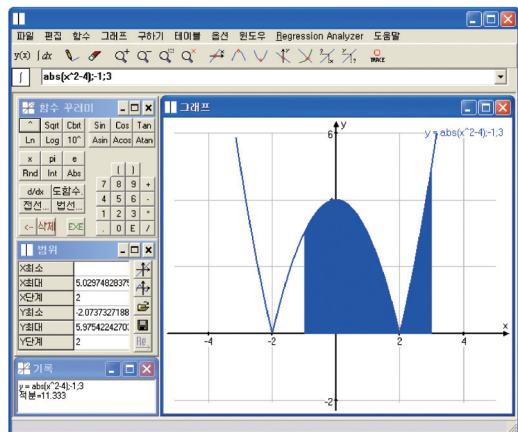 파일 편집 함수 그래프 구하기 테이블 옵션 윈도우 Regression Analyzer 도움말
y(x) ∫dx TRACE
∫ abs(x^2-4);-1;3
함수 꾸러미
^ Sqrt Cbrt Sin Cos Tan
Ln Log 10^ Asin Acos Atan
x pi e
( )
Rnd Int Abs
7 8 9 +
d/dx 도함수.
4 5 6 -
접선... 법선...
1 2 3 *
<- 삭제 EXE
. 0 E /
범위
X최소
X최대 5.0297482837
X단계 2
Y최소 -2.0737327188
Y최대 5.9754224270
Y단계 2
Re..
기록
y = abs(x^2-4);-1;3
적분=11.333
그래프
6 y
y = abs(x^2-4);-1;3
x
-4 -2 2 4
-2